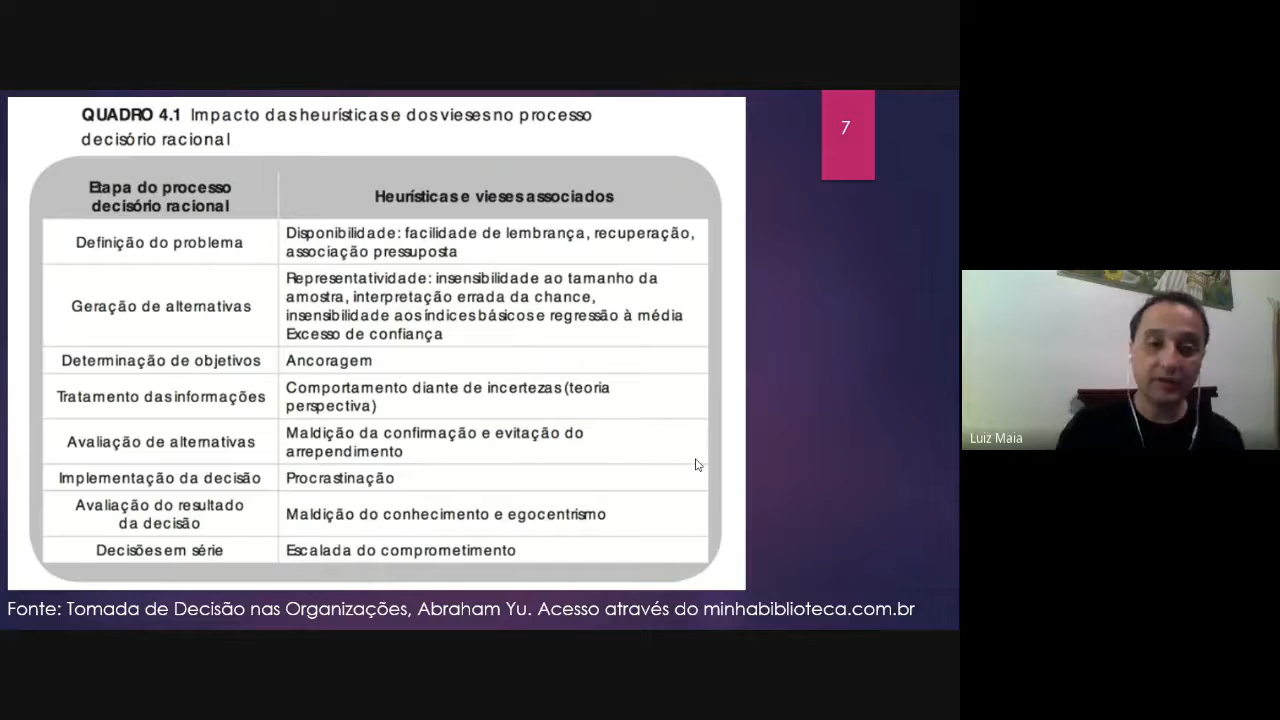 QUADRO 4.1 Impacto das heurísticas e dos vieses no processo
decisório racional
7
Etapa do processo
decisório racional
Heurísticas e vieses associados
Definição do problema
Disponibilidade: facilidade de lembrança, recuperação,
associação pressuposta
Geração de alternativas
Representatividade: insensibilidade ao tamanho da
amostra, interpretação errada da chance,
insensibilidade aos índices básicos e regressão à média
Excesso de confiança
Determinação de objetivos
Ancoragem
Tratamento das informações
Comportamento diante de incertezas (teoria
perspectiva)
Avaliação de alternativas
Maldição da confirmação e evitação do
arrependimento
Implementação da decisão
Procrastinação
Avaliação do resultado
da decisão
Maldição do conhecimento e egocentrismo
Decisões em série
Escalada do comprometimento
Fonte: Tomada de Decisão nas Organizações, Abraham Yu. Acesso através do minhabiblioteca.com.br
Luiz Maia